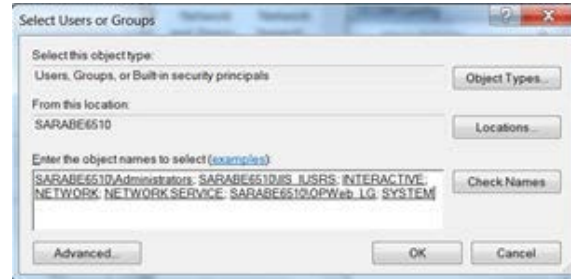 Select Users or Groups
Select this object type:
Users, Groups, or Built-in security principals
Object Types...
From this location:
SARABE6510
Locations...
Enter the object names to select (examples):
SARABE6510\Administrators; SARABE6510\IIS_IUSRS; INTERACTIVE;
NETWORK; NETWORK SERVICE; SARABE6510\OPWeb_LG; SYSTEM
Check Names
Advanced...
OK
Cancel